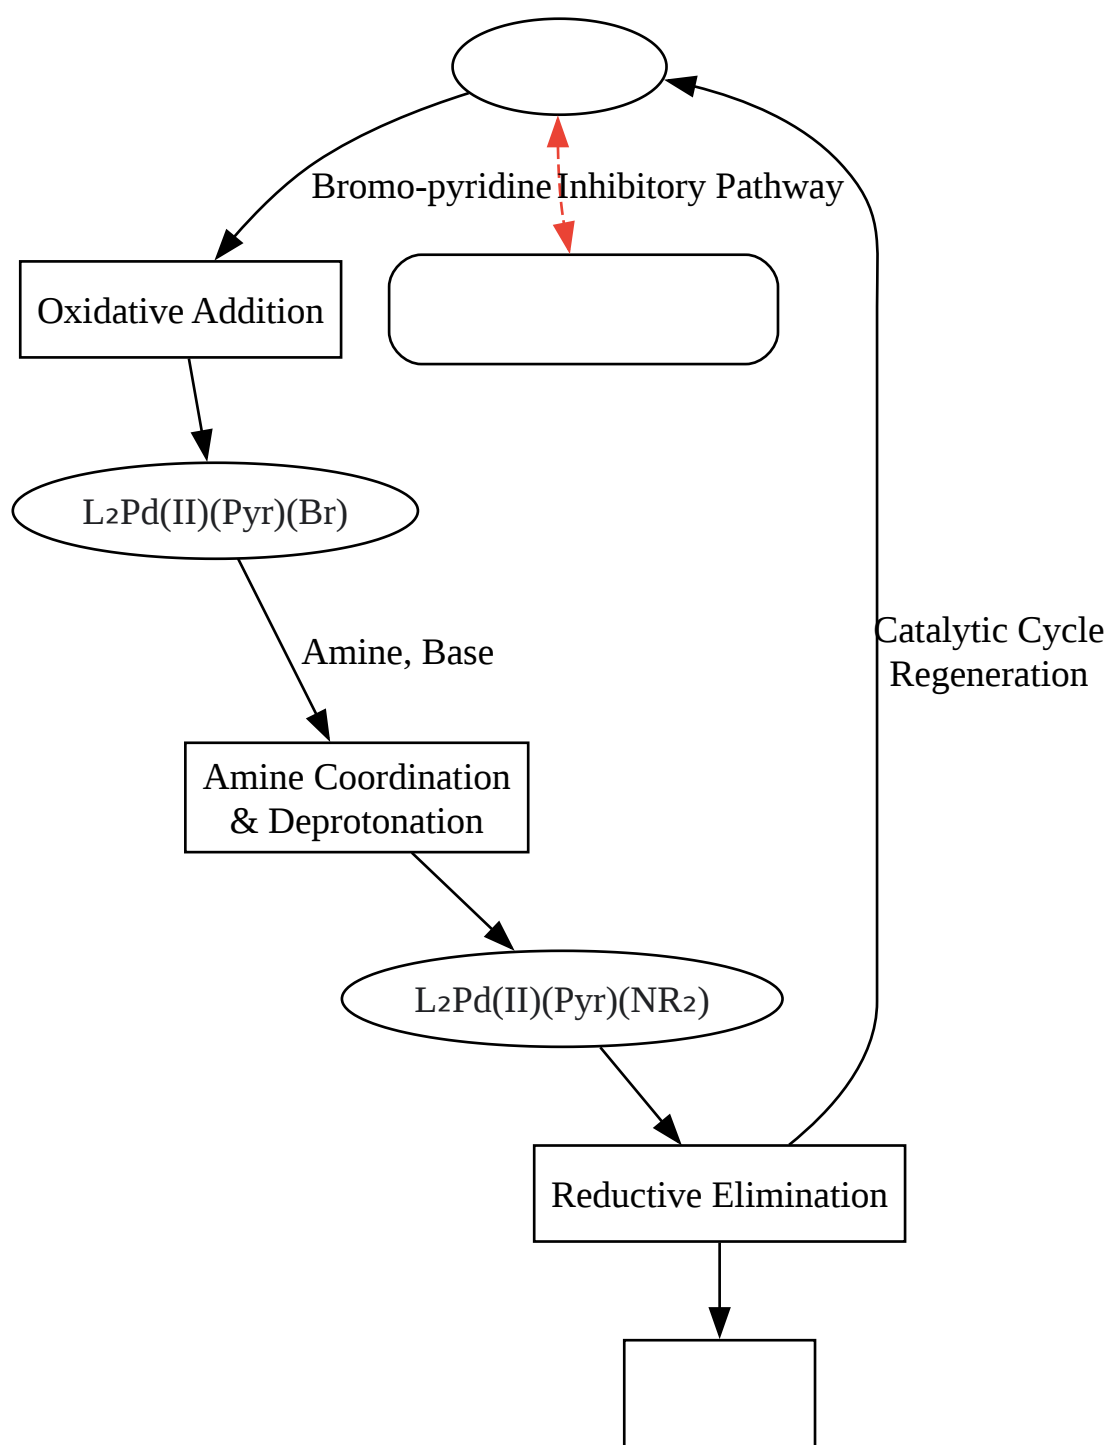 Bromo-pyridine
Inhibitory Pathway
Oxidative Addition
L₂Pd(II)(Pyr)(Br)
Catalytic Cycle
Regeneration
Amine, Base
Amine Coordination
& Deprotonation
L₂Pd(II)(Pyr)(NR₂)
Reductive Elimination